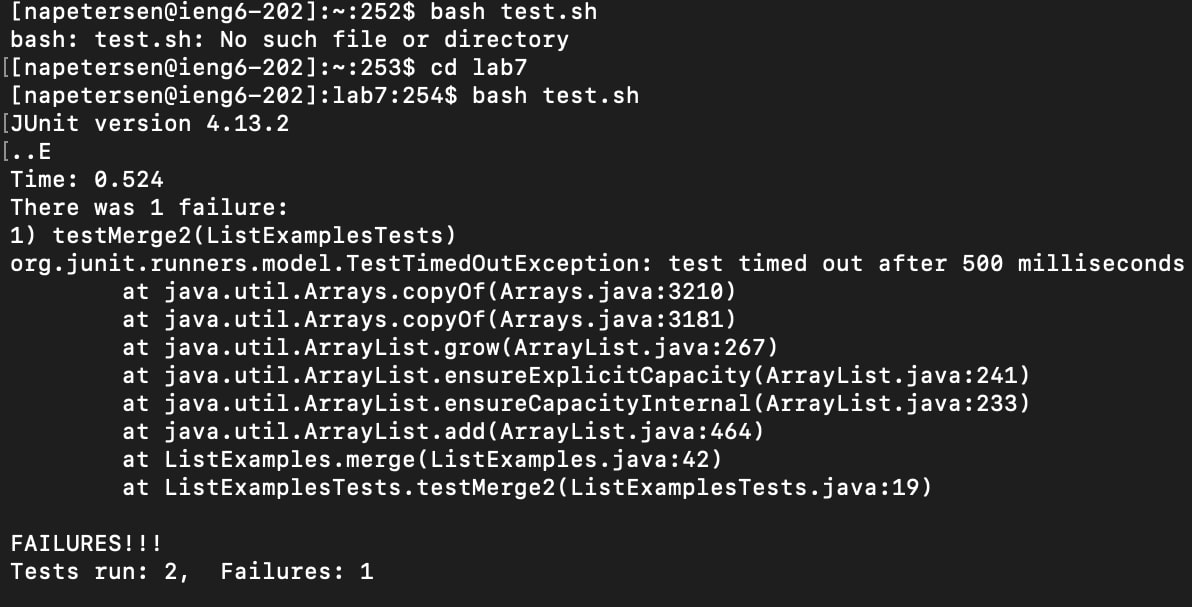 [napetersen@ieng6-202]:~:252$ bash test.sh
bash: test.sh: No such file or directory
[[napetersen@ieng6-202]:~:253$ cd lab7
[napetersen@ieng6-202]:lab7:254$ bash test.sh
[JUnit version 4.13.2
[..E
Time: 0.524
There was 1 failure:
1) testMerge2(ListExamplesTests)
org.junit.runners.model.TestTimedOutException: test timed out after 500 milliseconds
        at java.util.Arrays.copyOf(Arrays.java:3210)
        at java.util.Arrays.copyOf(Arrays.java:3181)
        at java.util.ArrayList.grow(ArrayList.java:267)
        at java.util.ArrayList.ensureExplicitCapacity(ArrayList.java:241)
        at java.util.ArrayList.ensureCapacityInternal(ArrayList.java:233)
        at java.util.ArrayList.add(ArrayList.java:464)
        at ListExamples.merge(ListExamples.java:42)
        at ListExamplesTests.testMerge2(ListExamplesTests.java:19)

FAILURES!!!
Tests run: 2,  Failures: 1